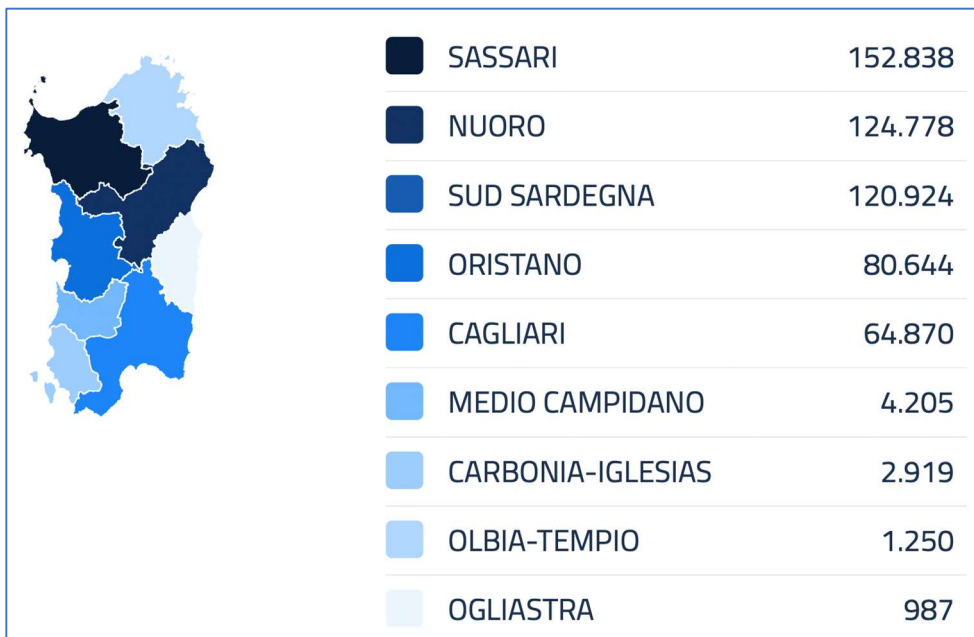 SASSARI 152.838
NUORO 124.778
SUD SARDEGNA 120.924
ORISTANO 80.644
CAGLIARI 64.870
MEDIO CAMPIDANO 4.205
CARBONIA-IGLESIAS 2.919
OLBIA-TEMPIO 1.250
OGLIASTRA 987